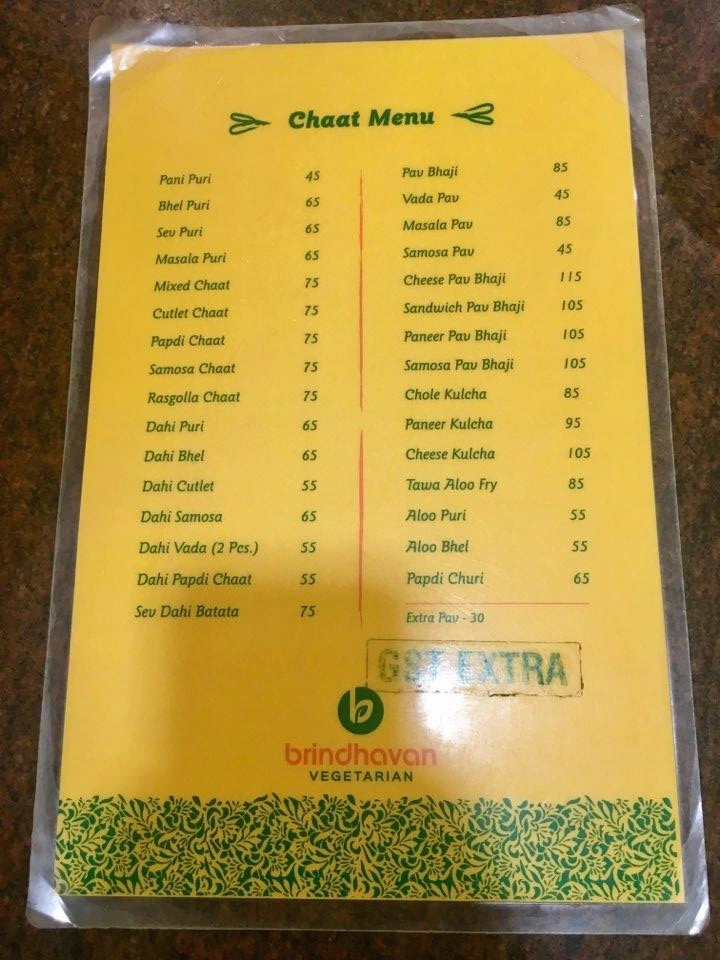 Chaat Menu
Pani Puri 45
Bhel Puri 65
Sev Puri 65
Masala Puri 65
Mixed Chaat 75
Cutlet Chaat 75
Papdi Chaat 75
Samosa Chaat 75
Rasgolla Chaat 75
Dahi Puri 65
Dahi Bhel 65
Dahi Cutlet 55
Dahi Samosa 65
Dahi Vada (2 Pcs.) 55
Dahi Papdi Chaat 55
Sev Dahi Batata 75
Pav Bhaji 85
Vada Pav 45
Masala Pav 85
Samosa Pav 45
Cheese Pav Bhaji 115
Sandwich Pav Bhaji 105
Paneer Pav Bhaji 105
Samosa Pav Bhaji 105
Chole Kulcha 85
Paneer Kulcha 95
Cheese Kulcha 105
Tawa Aloo Fry 85
Aloo Puri 55
Aloo Bhel 55
Papdi Churi 65
Extra Pav - 30
GST EXTRA
b
brindhavan
VEGETARIAN